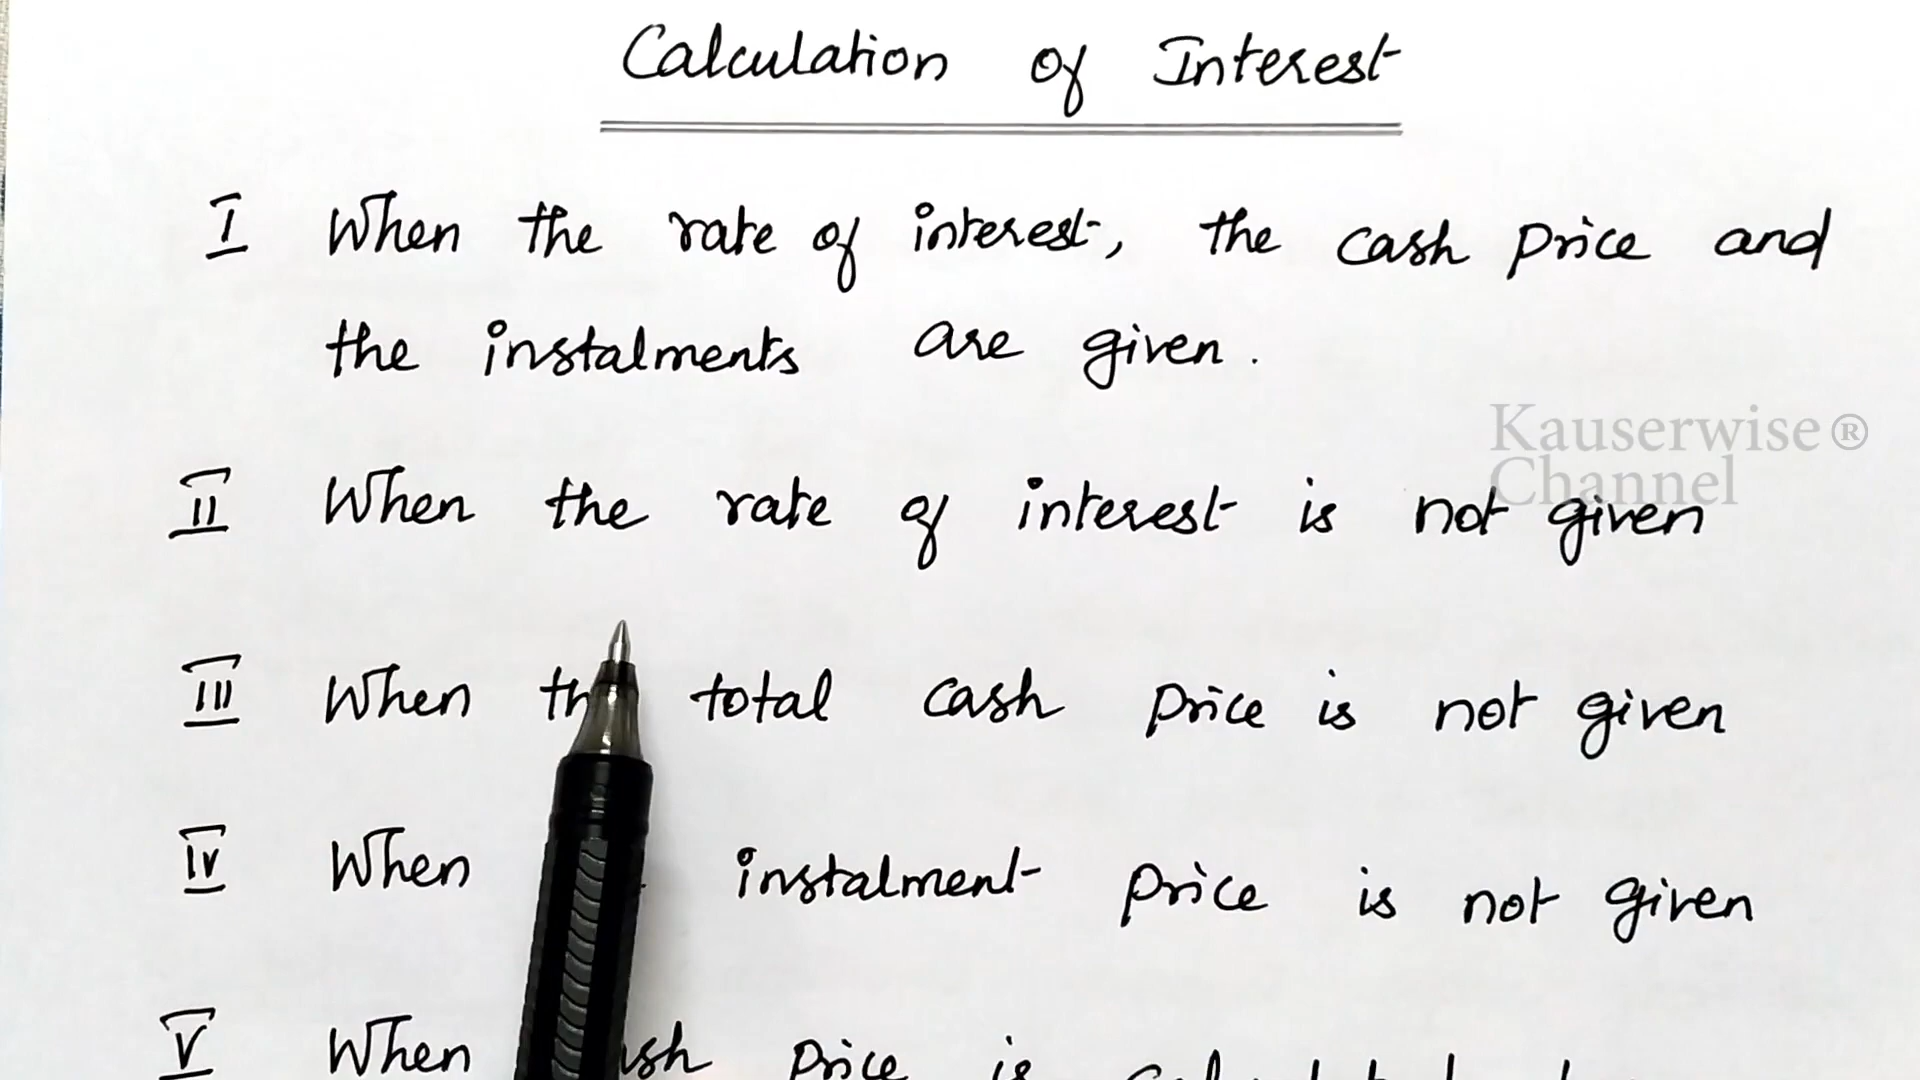 Calculation of Interest
I When the rate of interest, the cash price and
the instalments are given.
Kauserwise®
Channel
II When the rate of interest is not given
III When total cash price is not given
IV When instalment price is not given
V When price is